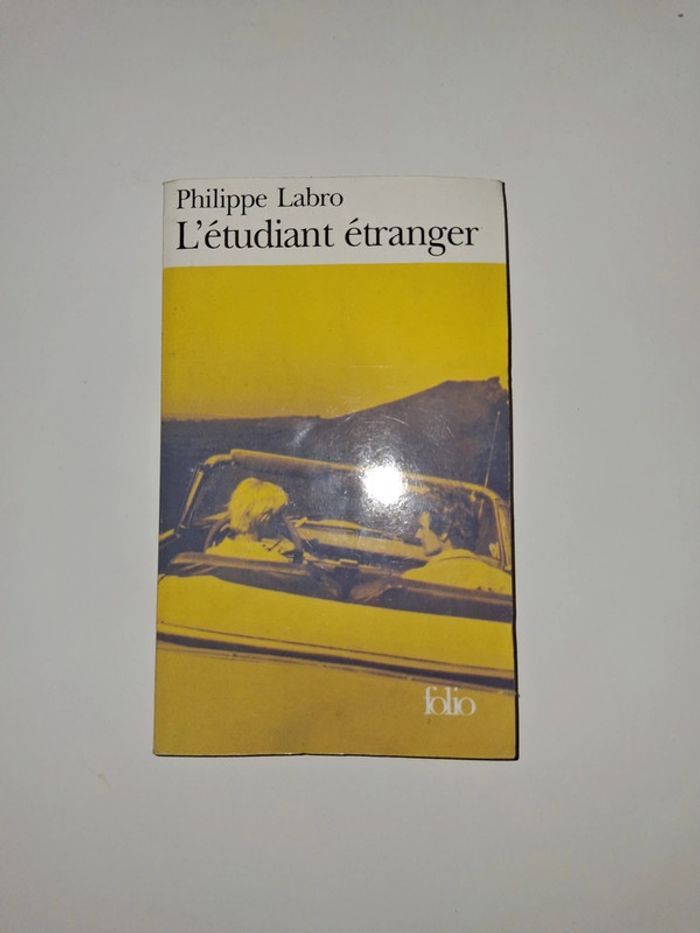 Philippe Labro
L'étudiant étranger
folio